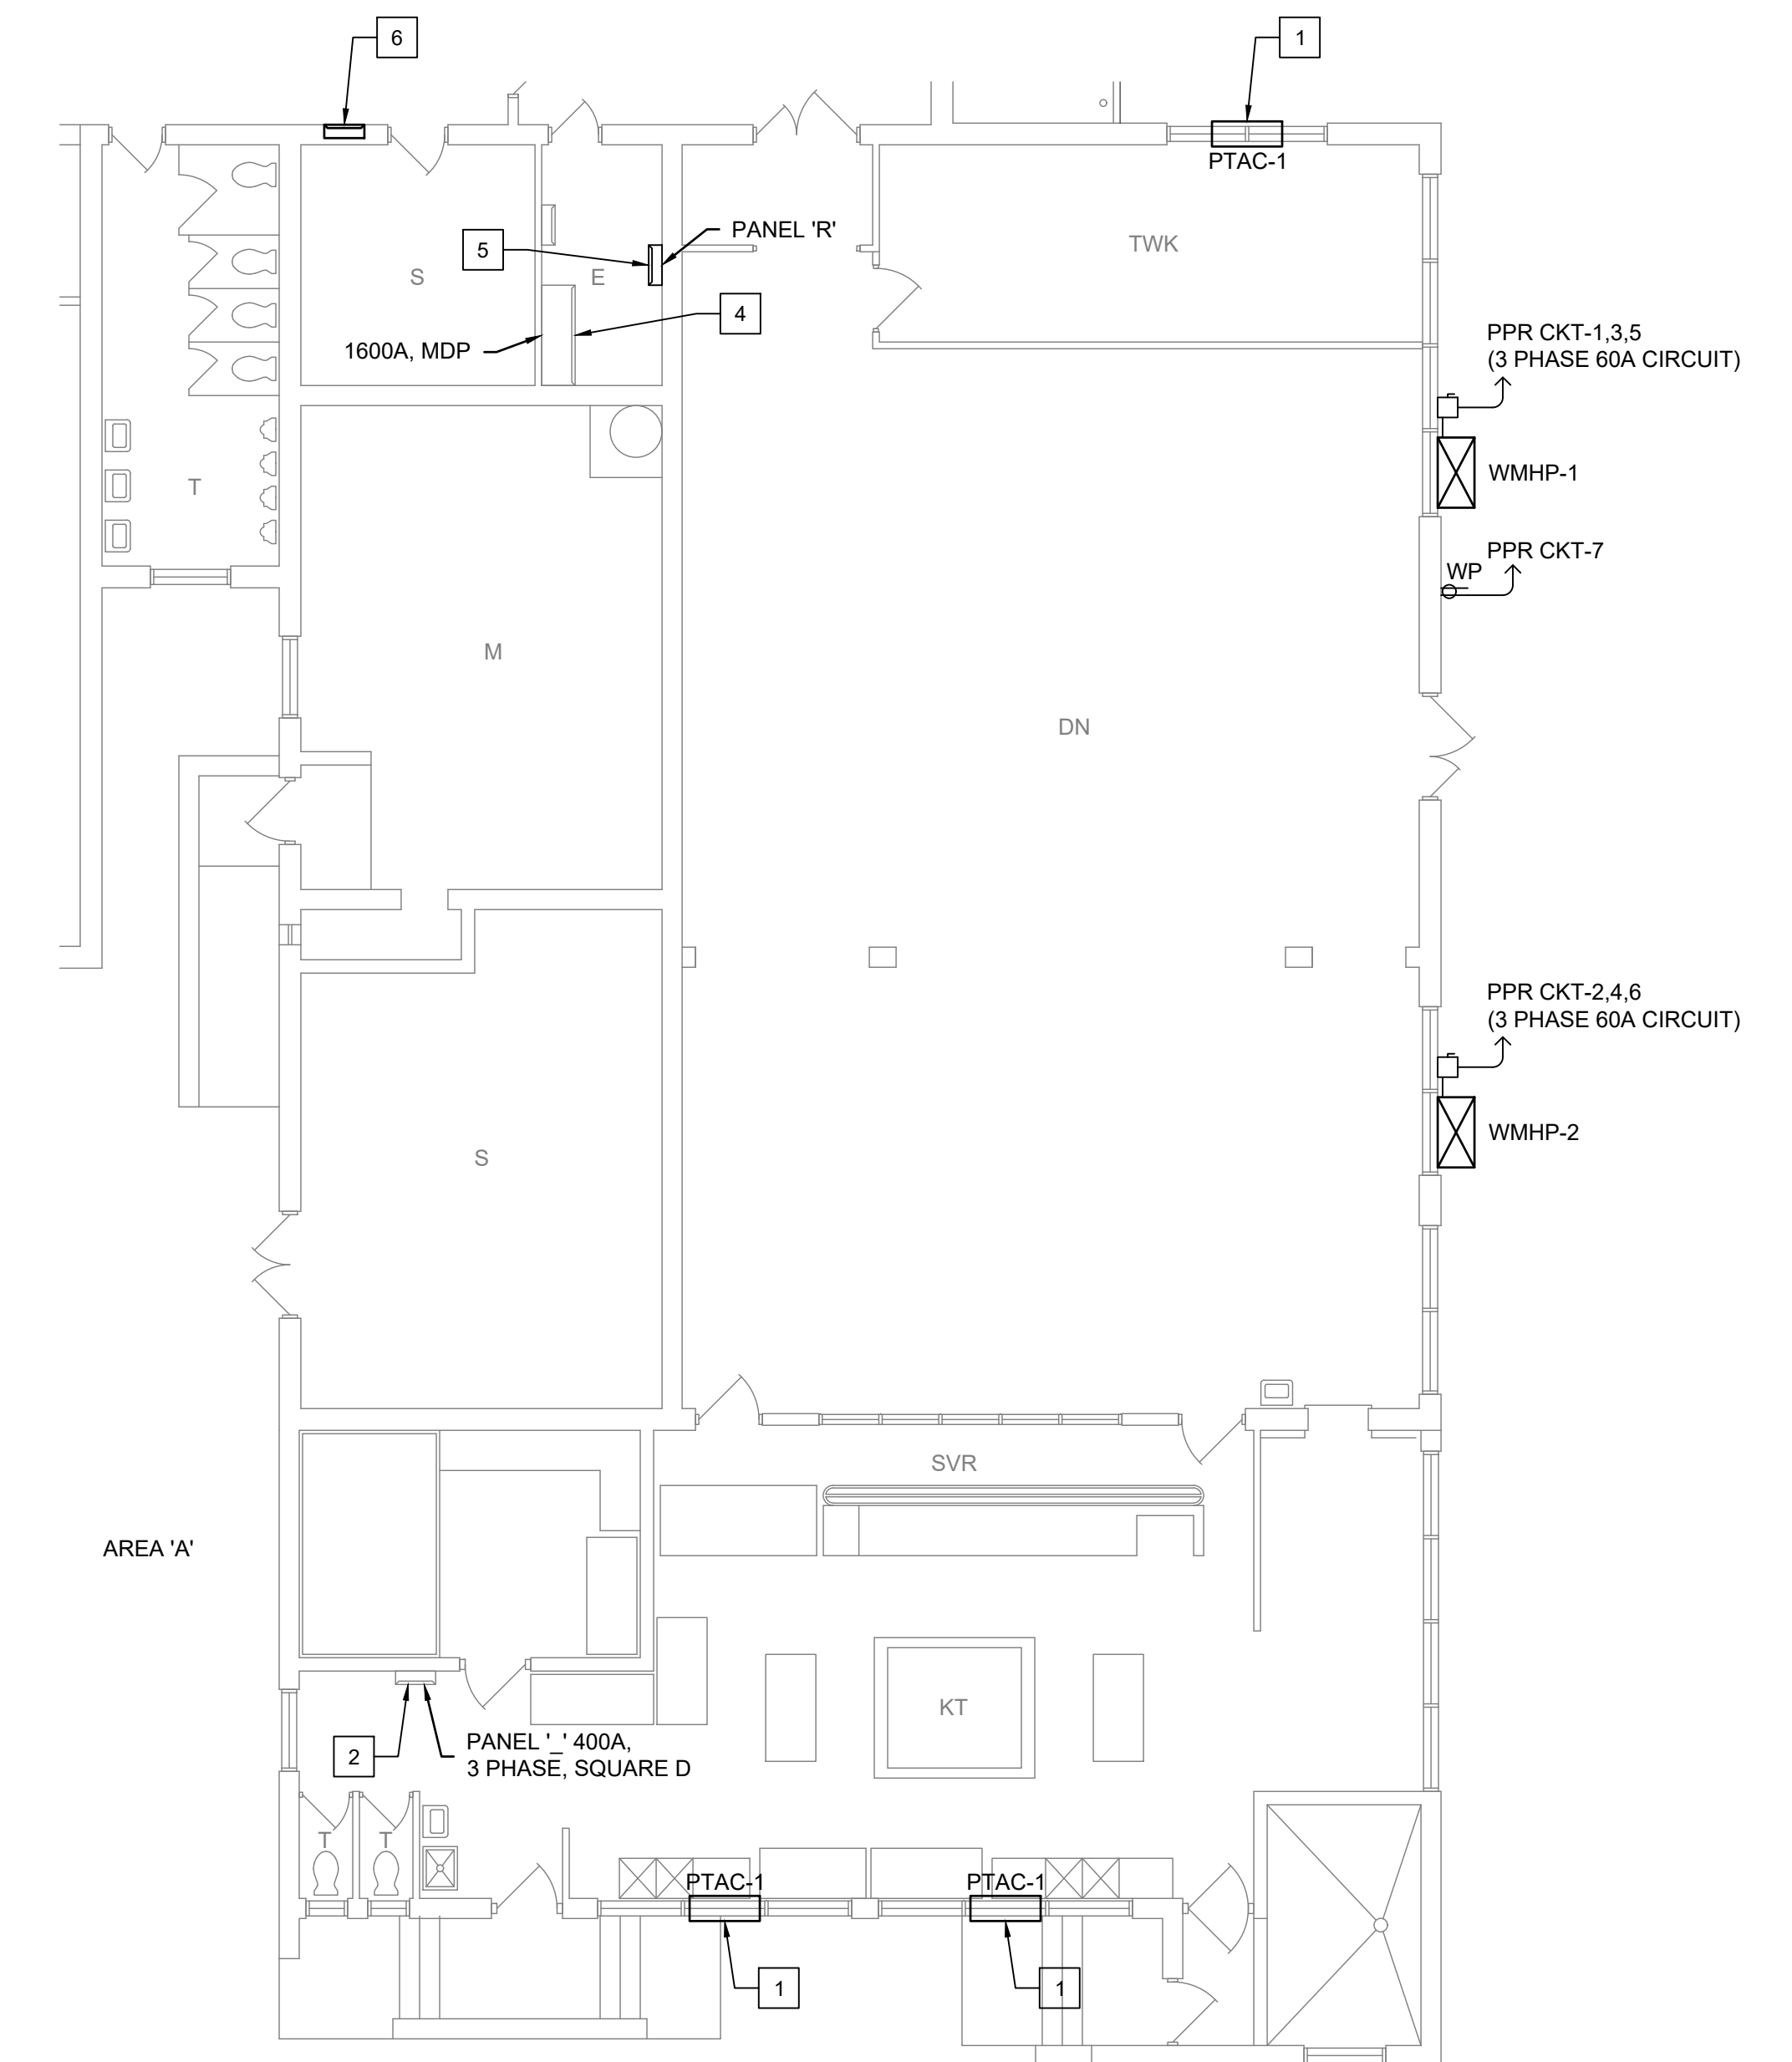 6
1
PTAC-1
PANEL 'R'
5
S
E
TWK
4
1600A, MDP
PPR CKT-1,3,5
(3 PHASE 60A CIRCUIT)
WMHP-1
T
PPR CKT-7
WP
M
DN
PPR CKT-2,4,6
(3 PHASE 60A CIRCUIT)
WMHP-2
S
SVR
AREA 'A'
KT
2
PANEL '_' 400A,
3 PHASE, SQUARE D
T
T
PTAC-1
PTAC-1
1
1